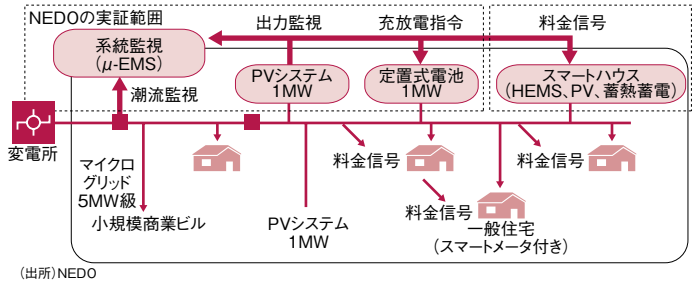 NEDOの実証範囲
出力監視
充放電指令
料金信号
系統監視
(μ-EMS)
PVシステム
1MW
定置式電池
1MW
スマートハウス
(HEMS、PV、蓄熱蓄電)
潮流監視
変電所
マイクロ
グリッド
5MW級
小規模商業ビル
PVシステム
1MW
料金信号
料金信号
料金信号
一般住宅
(スマートメータ付き)
(出所)NEDO